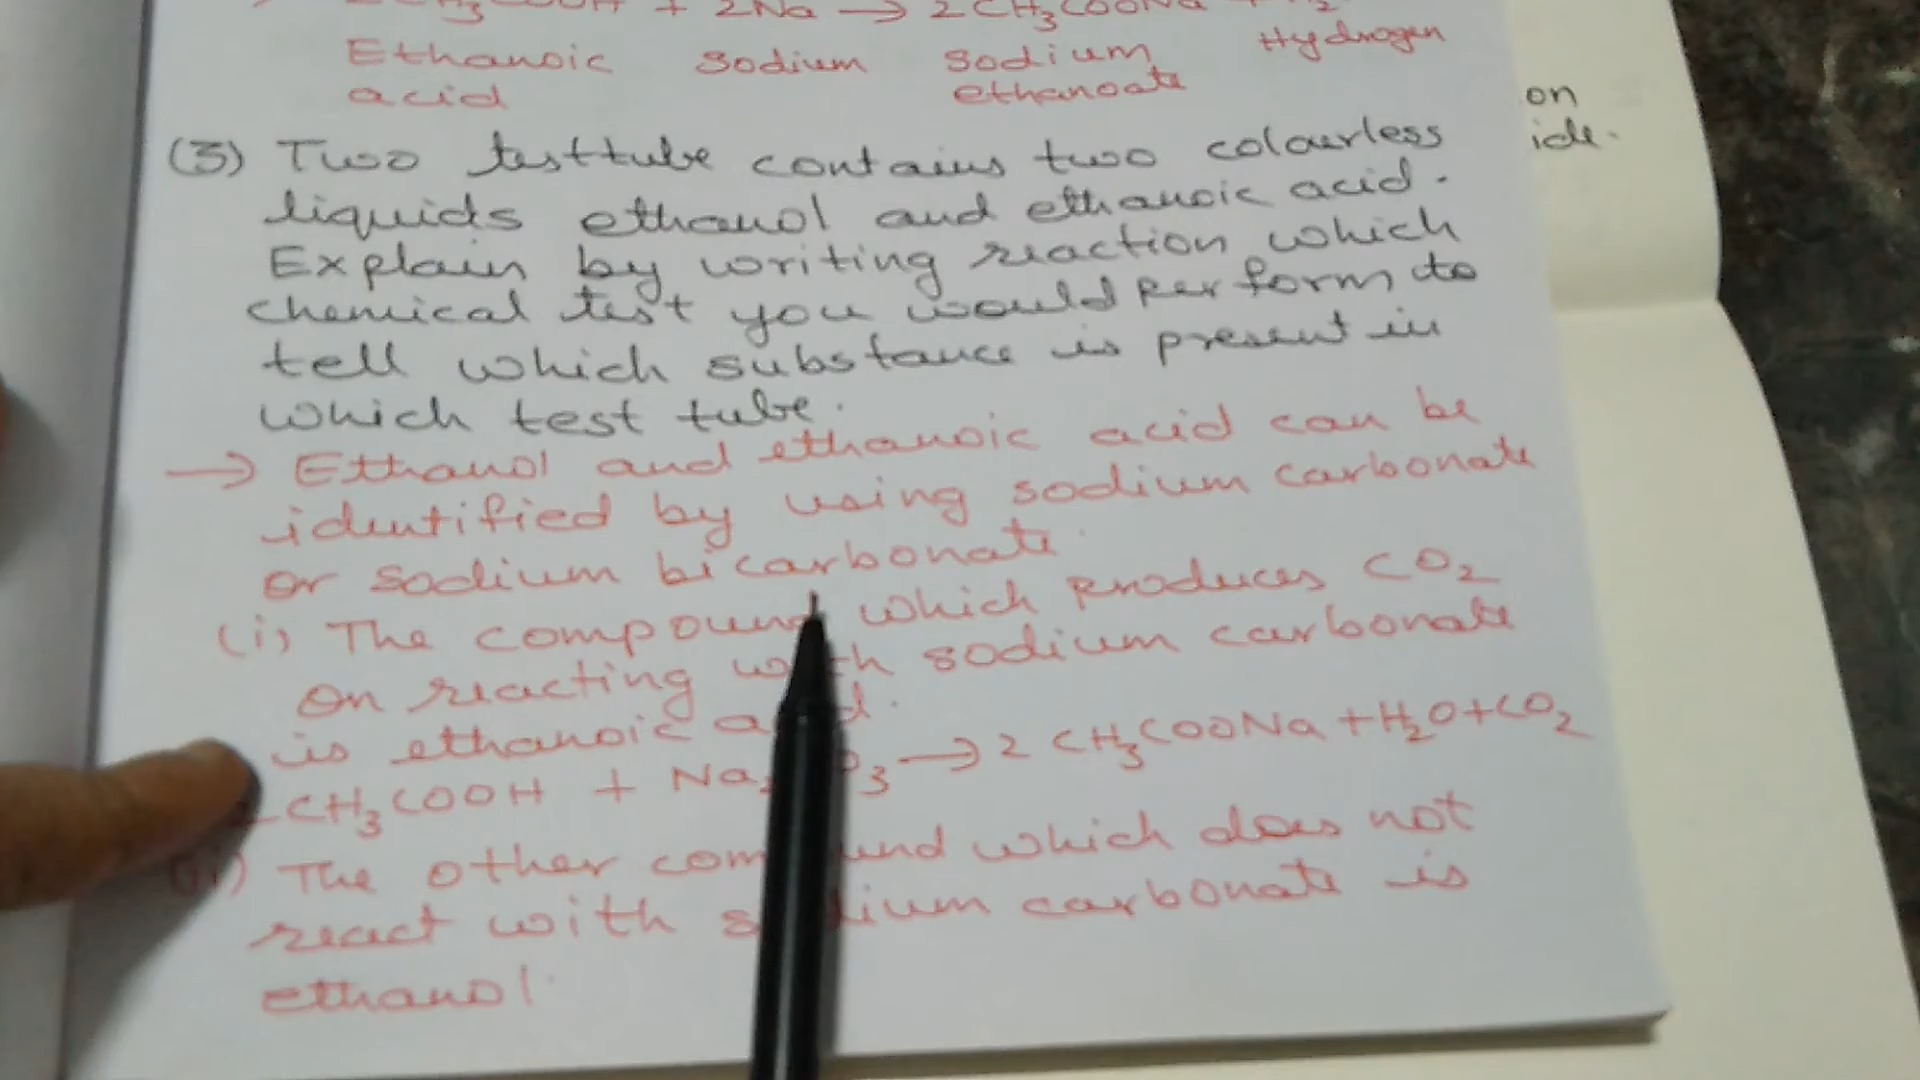 CH3COOH + 2Na → 2CH3COONa +
Ethanoic sodium sodium Hydrogen
acid ethanoate
(3) Two testtube contains two colourless
liquids ethanol and ethanoic acid.
Explain by writing reaction which
chemical test you would perform to
tell which substance is present in
which test tube.
→ Ethanol and ethanoic acid can be
identified by using sodium carbonate
or sodium bicarbonate.
(i) The compound which produces CO2
on reacting with sodium carbonate
is ethanoic
CH3COOH + Na → 2 CH3COONa + H2O + CO2
The other which does not
react with carbonate is
ethanol.
on
ide.